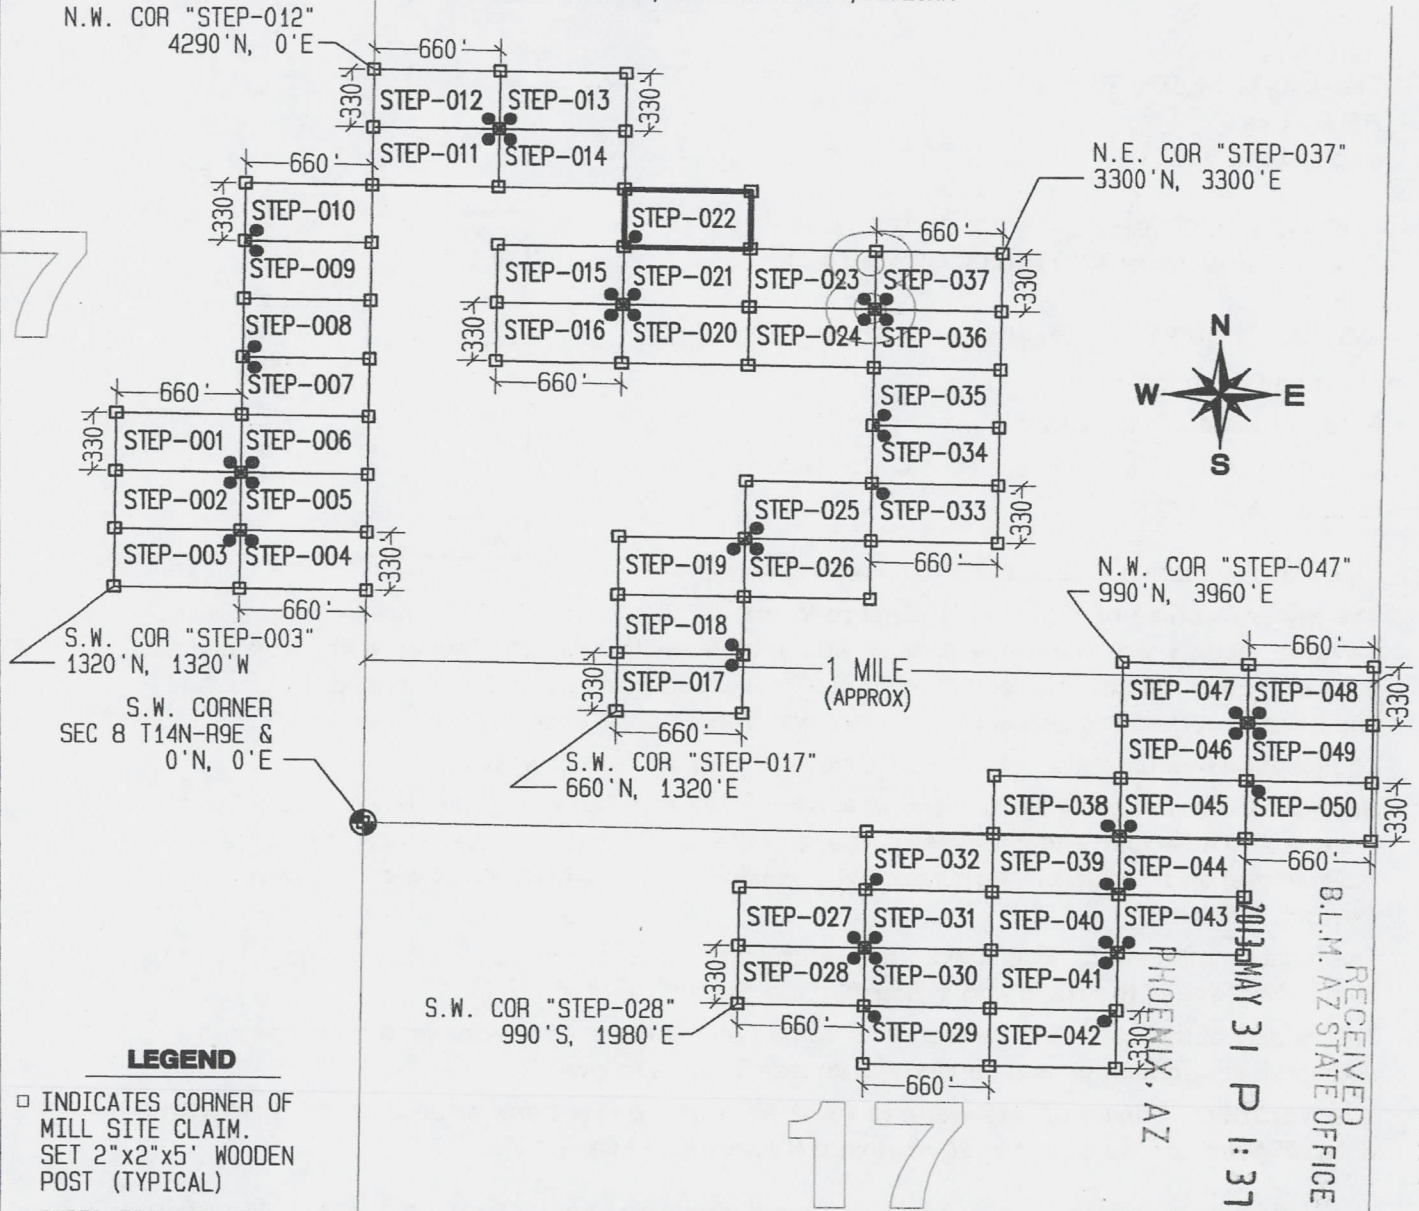 N.W. COR "STEP-012"
4290'N, 0'E
660'
330'
STEP-012
STEP-013
330'
STEP-011
STEP-014
660'
330'
STEP-010
STEP-009
STEP-008
STEP-007
7
N.E. COR "STEP-037"
3300'N, 3300'E
STEP-022
660'
8
STEP-015
STEP-021
STEP-023
STEP-037
330'
330'
STEP-016
STEP-020
STEP-024
STEP-036
660'
STEP-035
STEP-034
N
W
E
S
660'
330'
STEP-001
STEP-006
STEP-002
STEP-005
STEP-003
STEP-004
330'
660'
STEP-025
STEP-033
330'
STEP-019
STEP-026
660'
STEP-018
330'
STEP-017
660'
S.W. COR "STEP-003"
1320'N, 1320'W
1 MILE
(APPROX)
S.W. CORNER
SEC 8 T14N-R9E &
0'N, 0'E
S.W. COR "STEP-017"
660'N, 1320'E
N.W. COR "STEP-047"
990'N, 3960'E
660'
STEP-047
STEP-048
330'
STEP-046
STEP-049
STEP-038
STEP-045
STEP-050
330'
660'
STEP-032
STEP-039
STEP-044
STEP-027
STEP-031
STEP-040
STEP-043
330'
STEP-028
STEP-030
STEP-041
660'
STEP-029
STEP-042
330'
660'
S.W. COR "STEP-028"
990'S, 1980'E
17
RECEIVED
B.L.M. AZ STATE OFFICE
2013 MAY 31 P 1:37
PHOENIX, AZ
LEGEND
INDICATES CORNER OF
MILL SITE CLAIM.
SET 2"x2"x5' WOODEN
POST (TYPICAL)